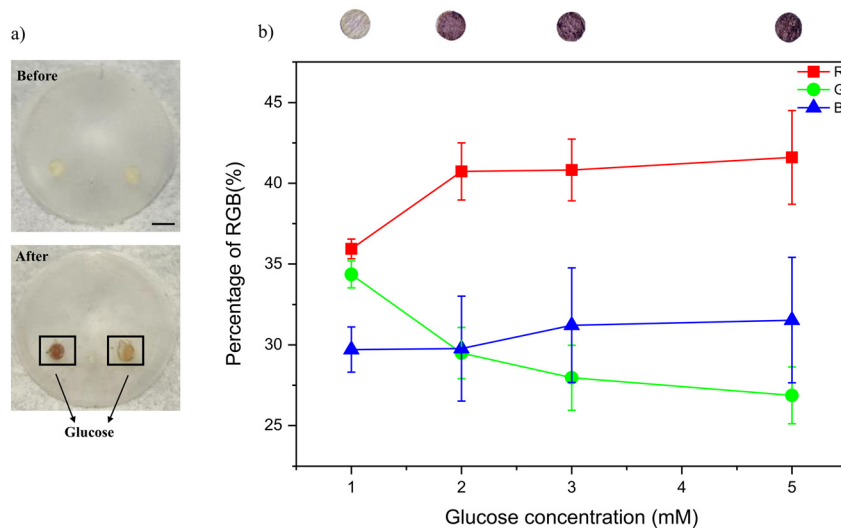 a)
Before
After
Glucose
b)
R
G
B
45
40
35
30
25
Percentage of RGB(%)
1 2 3 4 5
Glucose concentration (mM)